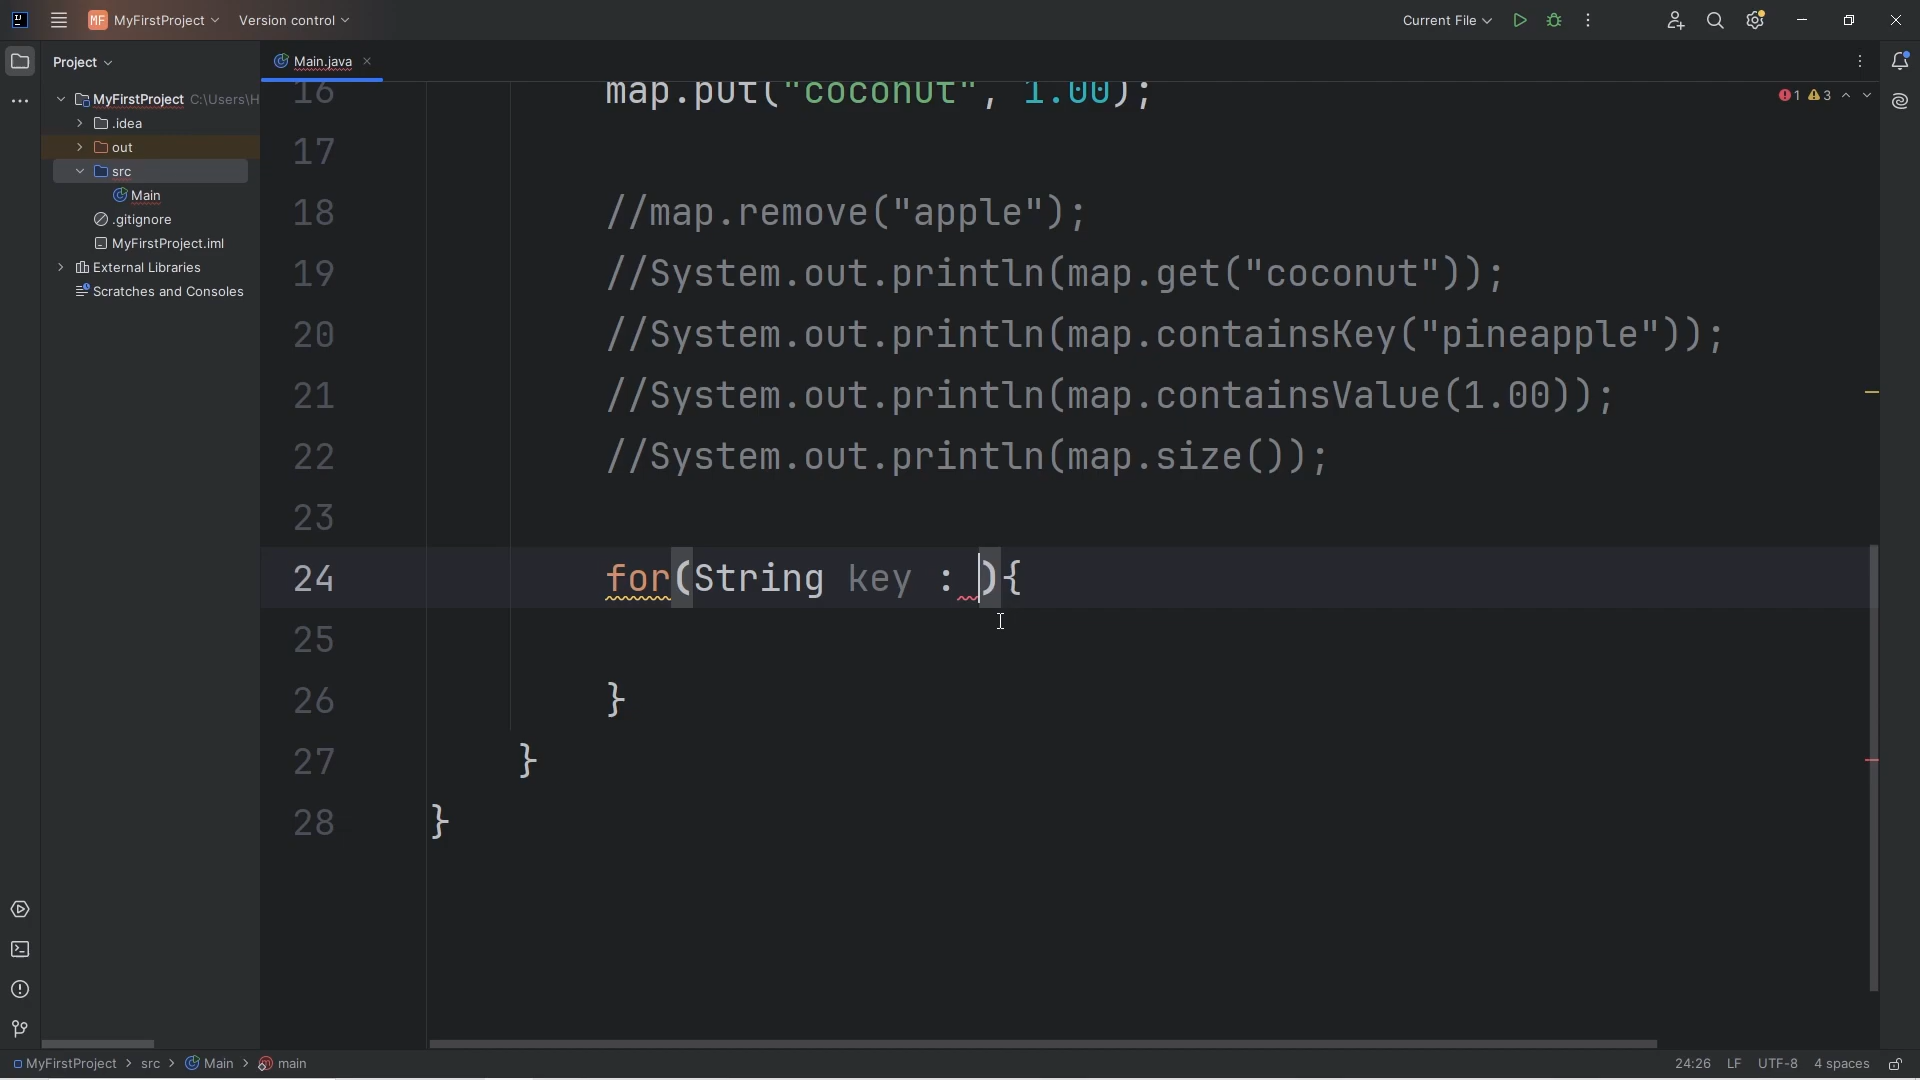 MF MyFirstProject Version control Current File
Project Main.java
MyFirstProject C:\Users\H
.idea
out
src
Main
.gitignore
MyFirstProject.iml
External Libraries
Scratches and Consoles
1 3
16 map.put("coconut", 1.00);
17
18 //map.remove("apple");
19 //System.out.println(map.get("coconut"));
20 //System.out.println(map.containsKey("pineapple"));
21 //System.out.println(map.containsValue(1.00));
22 //System.out.println(map.size());
23
24 for(String key : ){
25
26 }
27 }
28 }
MyFirstProject > src > Main > main 24:26 LF UTF-8 4 spaces